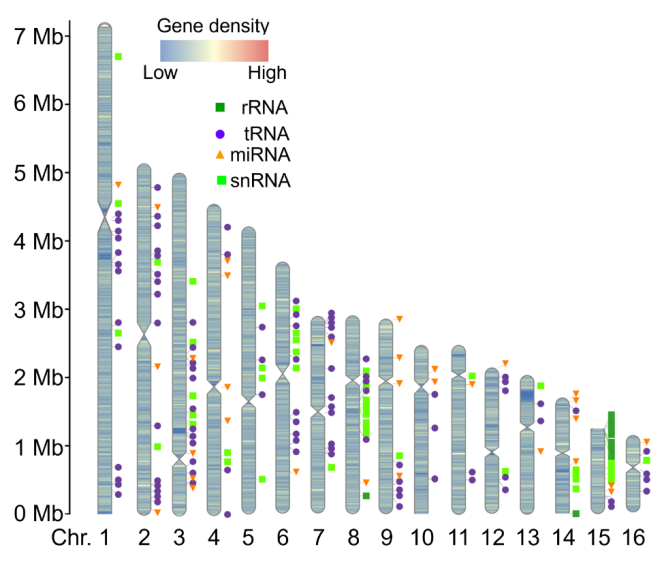 Gene density
Low High
rRNA
tRNA
miRNA
snRNA
7 Mb
6 Mb
5 Mb
4 Mb
3 Mb
2 Mb
1 Mb
0 Mb
Chr. 1 2 3 4 5 6 7 8 9 10 11 12 13 14 15 16